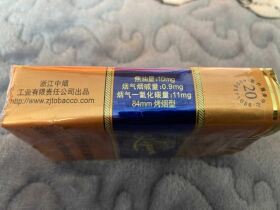 浙江中烟
工业有限责任公司出品
http://www.zjtobacco.com
焦油量:10mg
烟气烟碱量:0.9mg
烟气一氧化碳量:11mg
84mm 烤烟型
20